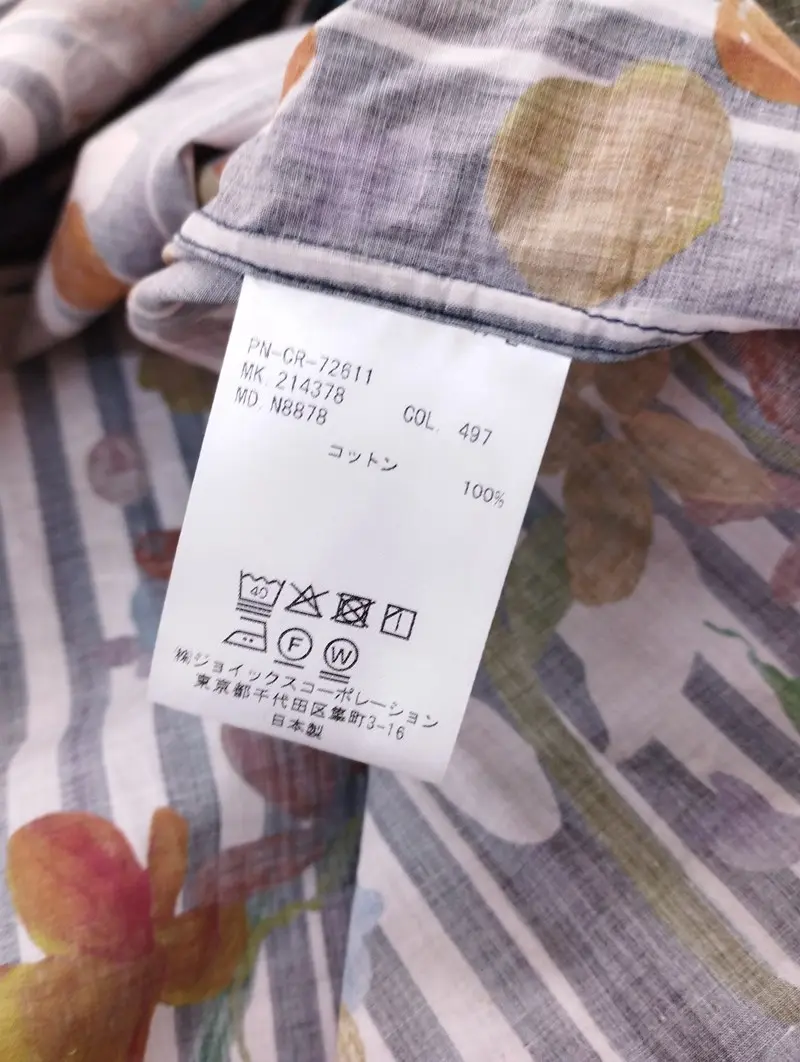 PN-CR-72611
MK. 214378
MD. N8878 COL. 497
コットン 100%
40
F W
㈱ジョイックスコーポレーション
東京都千代田区隼町3-16
日本製